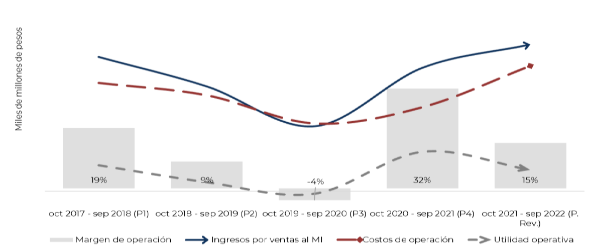 Miles de millones de pesos
19%
9%
-4%
32%
15%
oct 2017 - sep 2018 (P1)
oct 2018 - sep 2019 (P2)
oct 2019 - sep 2020 (P3)
oct 2020 - sep 2021 (P4)
oct 2021 - sep 2022 (P.
Rev.)
Margen de operación
Ingresos por ventas al MI
Costos de operación
Utilidad operativa